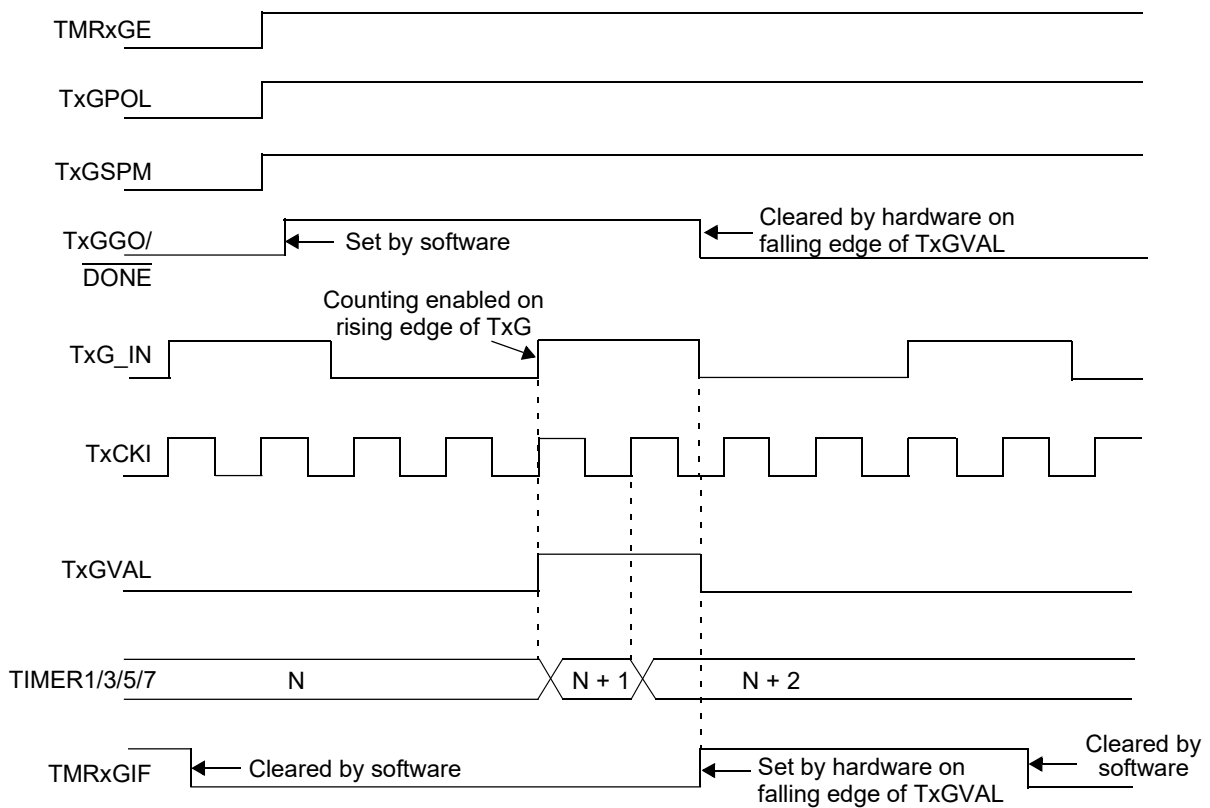 TMRxGE
TxGPOL
TxGSPM
TxGGO/
DONE
Set by software
Cleared by hardware on
falling edge of TxGVAL
Counting enabled on
rising edge of TxG
TxG_IN
TxCKI
TxGVAL
TIMER1/3/5/7
N
N + 1
N + 2
TMRxGIF
Cleared by software
Set by hardware on
falling edge of TxGVAL
Cleared by
software